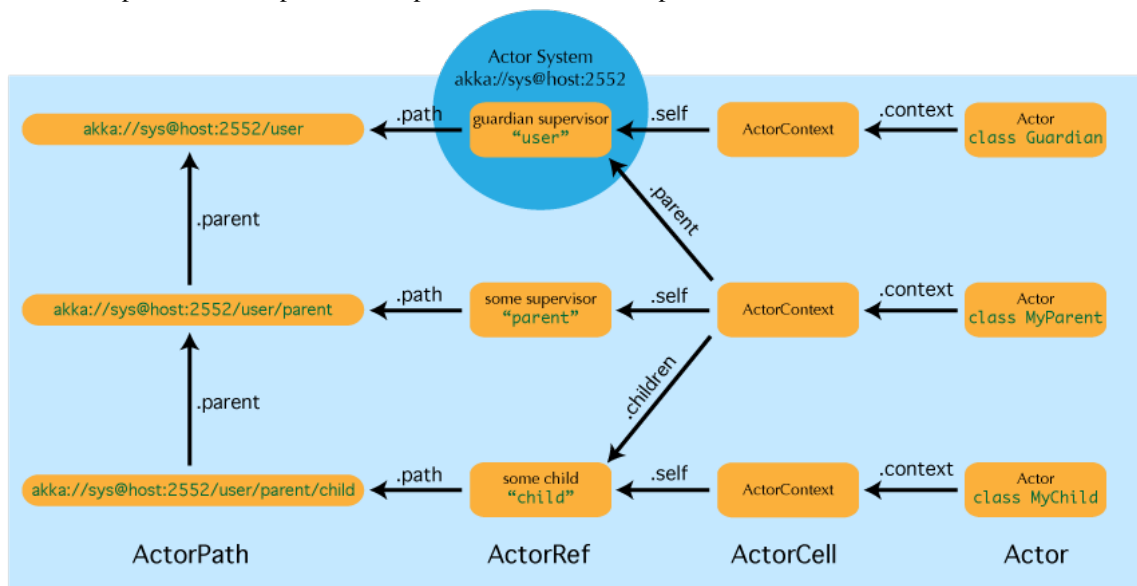 Actor System
akka://sys@host:2552
akka://sys@host:2552/user
.path
guardian supervisor
"user"
.self
ActorContext
.context
Actor
class Guardian
.parent
.parent
akka://sys@host:2552/user/parent
.path
some supervisor
"parent"
.self
ActorContext
.context
Actor
class MyParent
.parent
.children
akka://sys@host:2552/user/parent/child
.path
some child
"child"
.self
ActorContext
.context
Actor
class MyChild
ActorPath
ActorRef
ActorCell
Actor